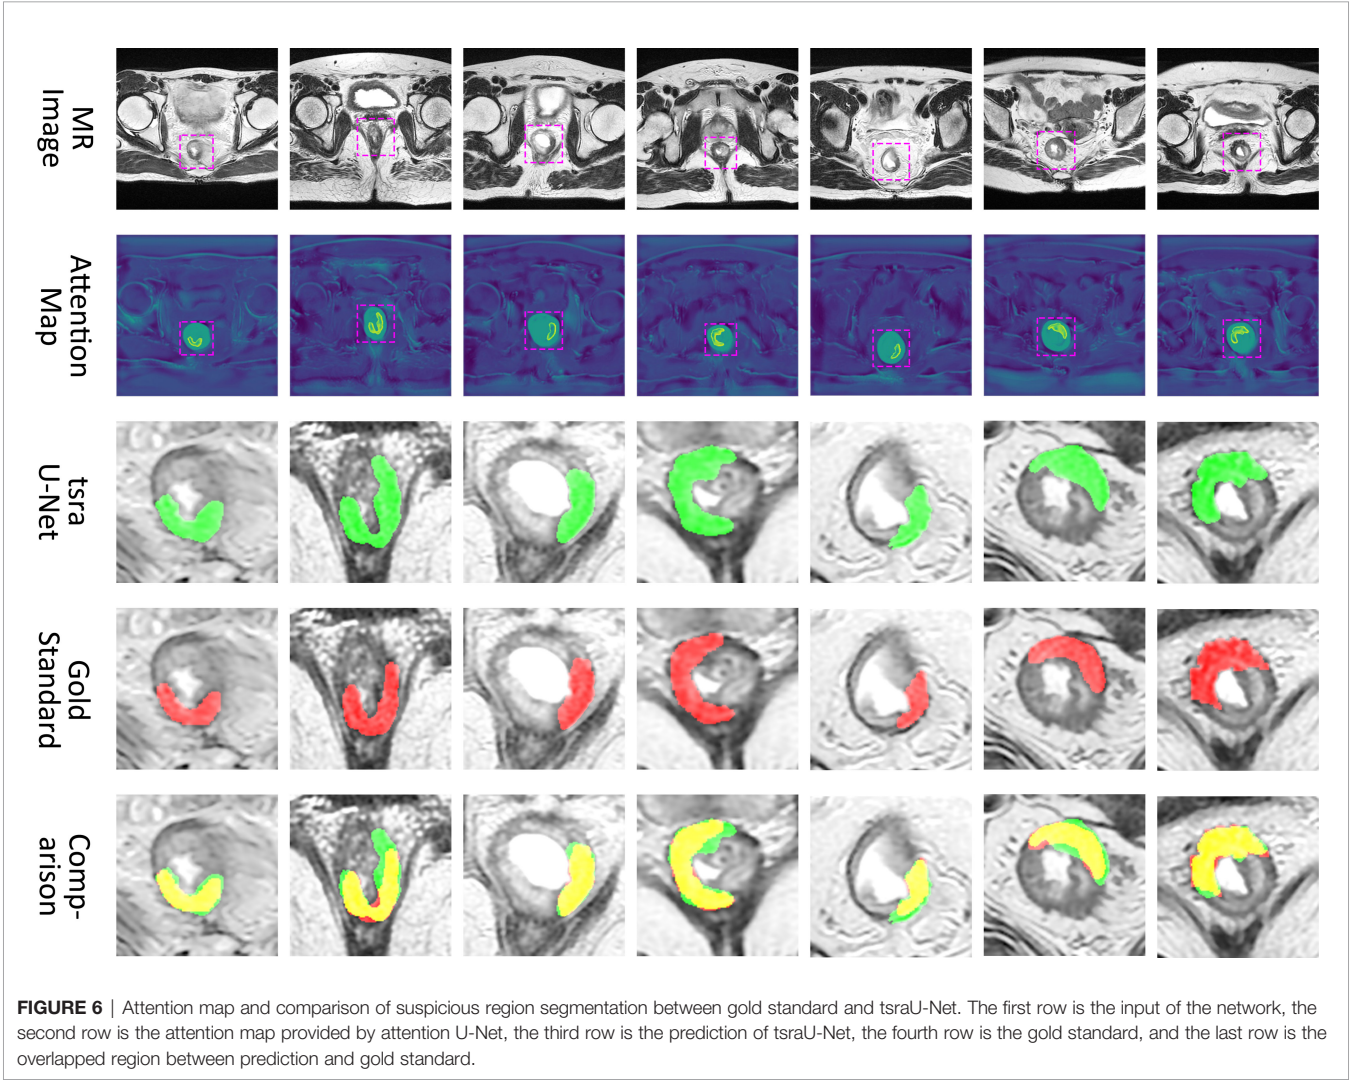 MR
Image
Attention
Map
tsra
U-Net
Gold
Standard
Comp-
arison
FIGURE 6 | Attention map and comparison of suspicious region segmentation between gold standard and tsraU-Net. The first row is the input of the network, the
second row is the attention map provided by attention U-Net, the third row is the prediction of tsraU-Net, the fourth row is the gold standard, and the last row is the
overlapped region between prediction and gold standard.